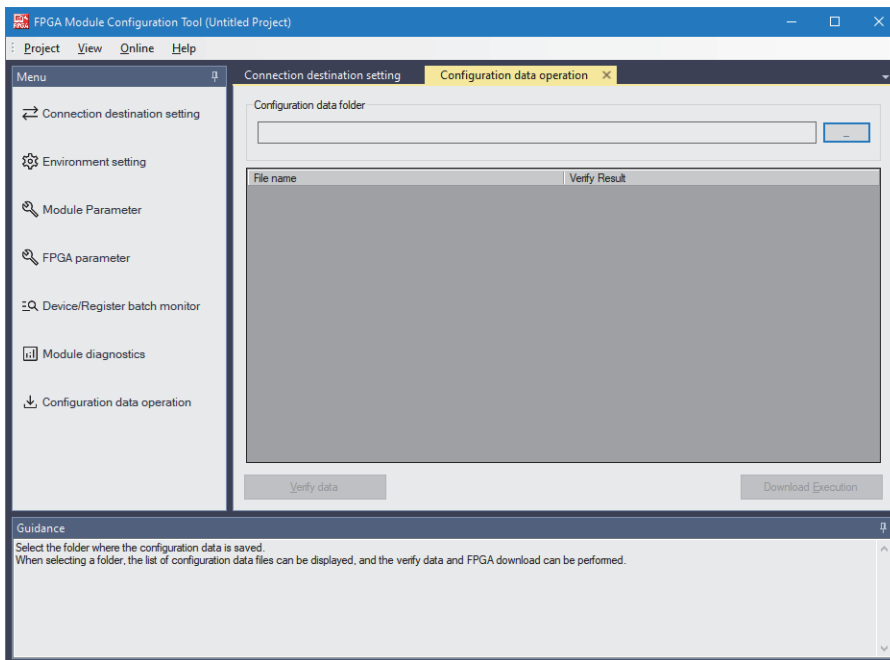 FPGA Module Configuration Tool (Untitled Project)
Project View Online Help
Menu
Connection destination setting
Environment setting
Module Parameter
FPGA parameter
Device/Register batch monitor
Module diagnostics
Configuration data operation
Connection destination setting Configuration data operation
Configuration data folder
...
File name Verify Result
Verify data Download Execution
Guidance
Select the folder where the configuration data is saved.
When selecting a folder, the list of configuration data files can be displayed, and the verify data and FPGA download can be performed.